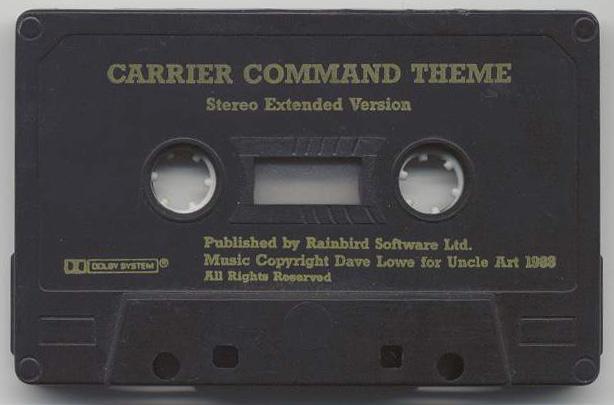 CARRIER COMMAND THEME
Stereo Extended Version
Published by Rainbird Software Ltd.
DOLBY SYSTEM ® Music Copyright Dave Lowe for Uncle Art 1988
All Rights Reserved